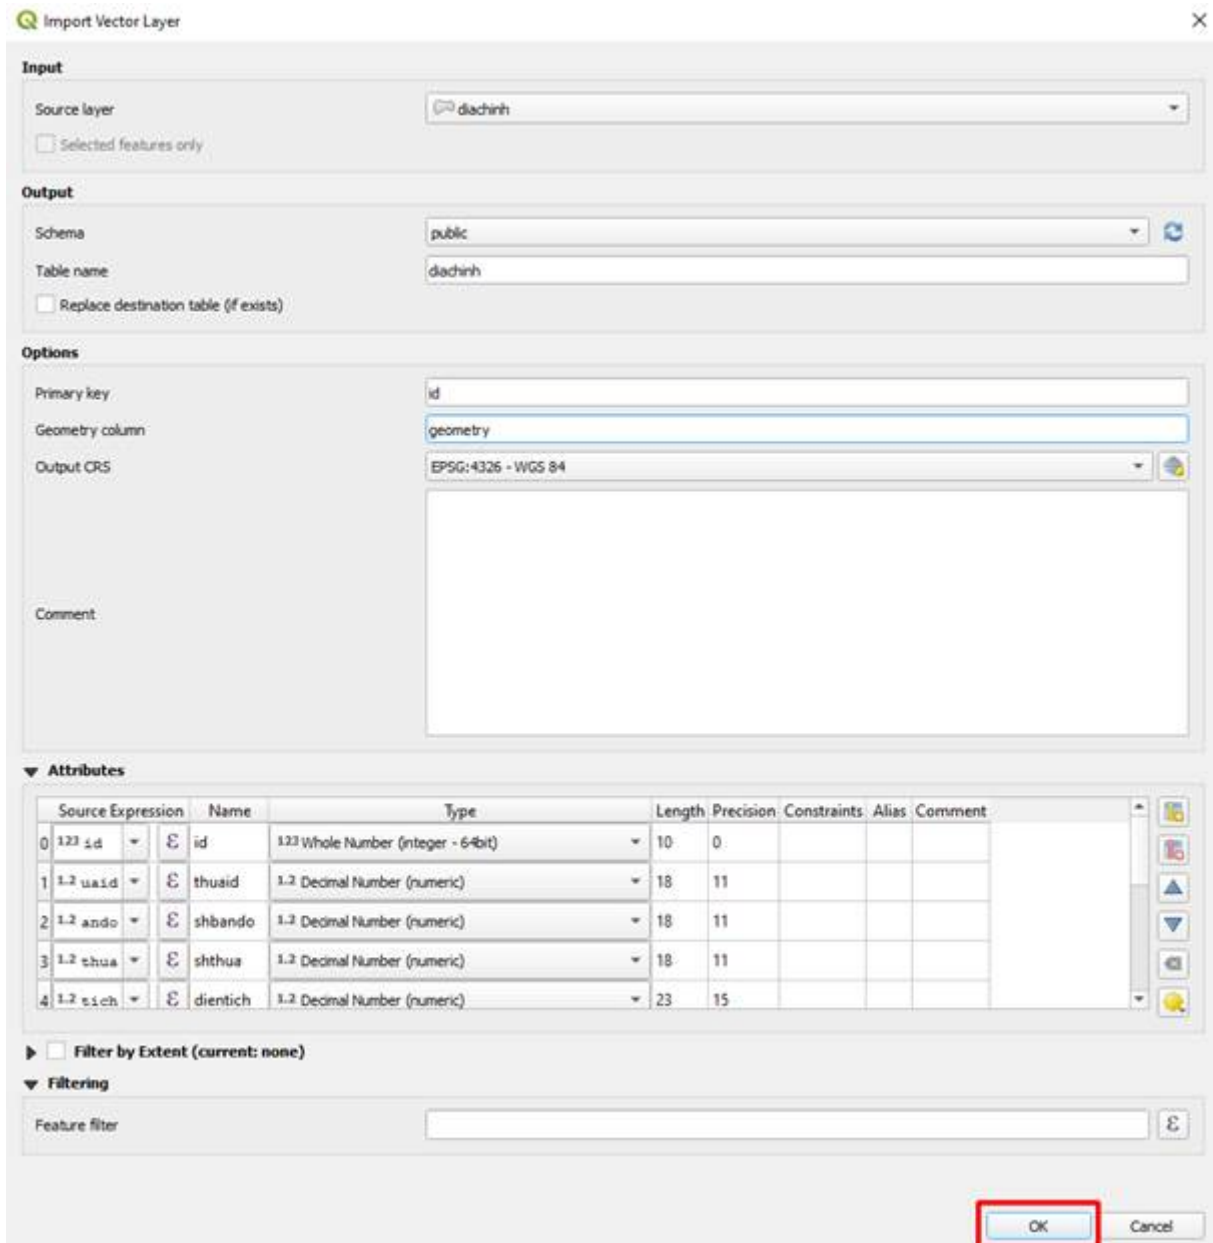 Import Vector Layer
Input
Source layer diachinh
Selected features only
Output
Schema public
Table name diachinh
Replace destination table (if exists)
Options
Primary key id
Geometry column geometry
Output CRS EPSG:4326 - WGS 84
Comment
Attributes
Source Expression Name Type Length Precision Constraints Alias Comment
0 123 id ε id 123 Whole Number (integer - 64bit) 10 0
1 1.2 uaid ε thuaid 1.2 Decimal Number (numeric) 18 11
2 1.2 ando ε shbando 1.2 Decimal Number (numeric) 18 11
3 1.2 thua ε shthua 1.2 Decimal Number (numeric) 18 11
4 1.2 tich ε dientich 1.2 Decimal Number (numeric) 23 15
Filter by Extent (current: none)
Filtering
Feature filter ε
OK Cancel